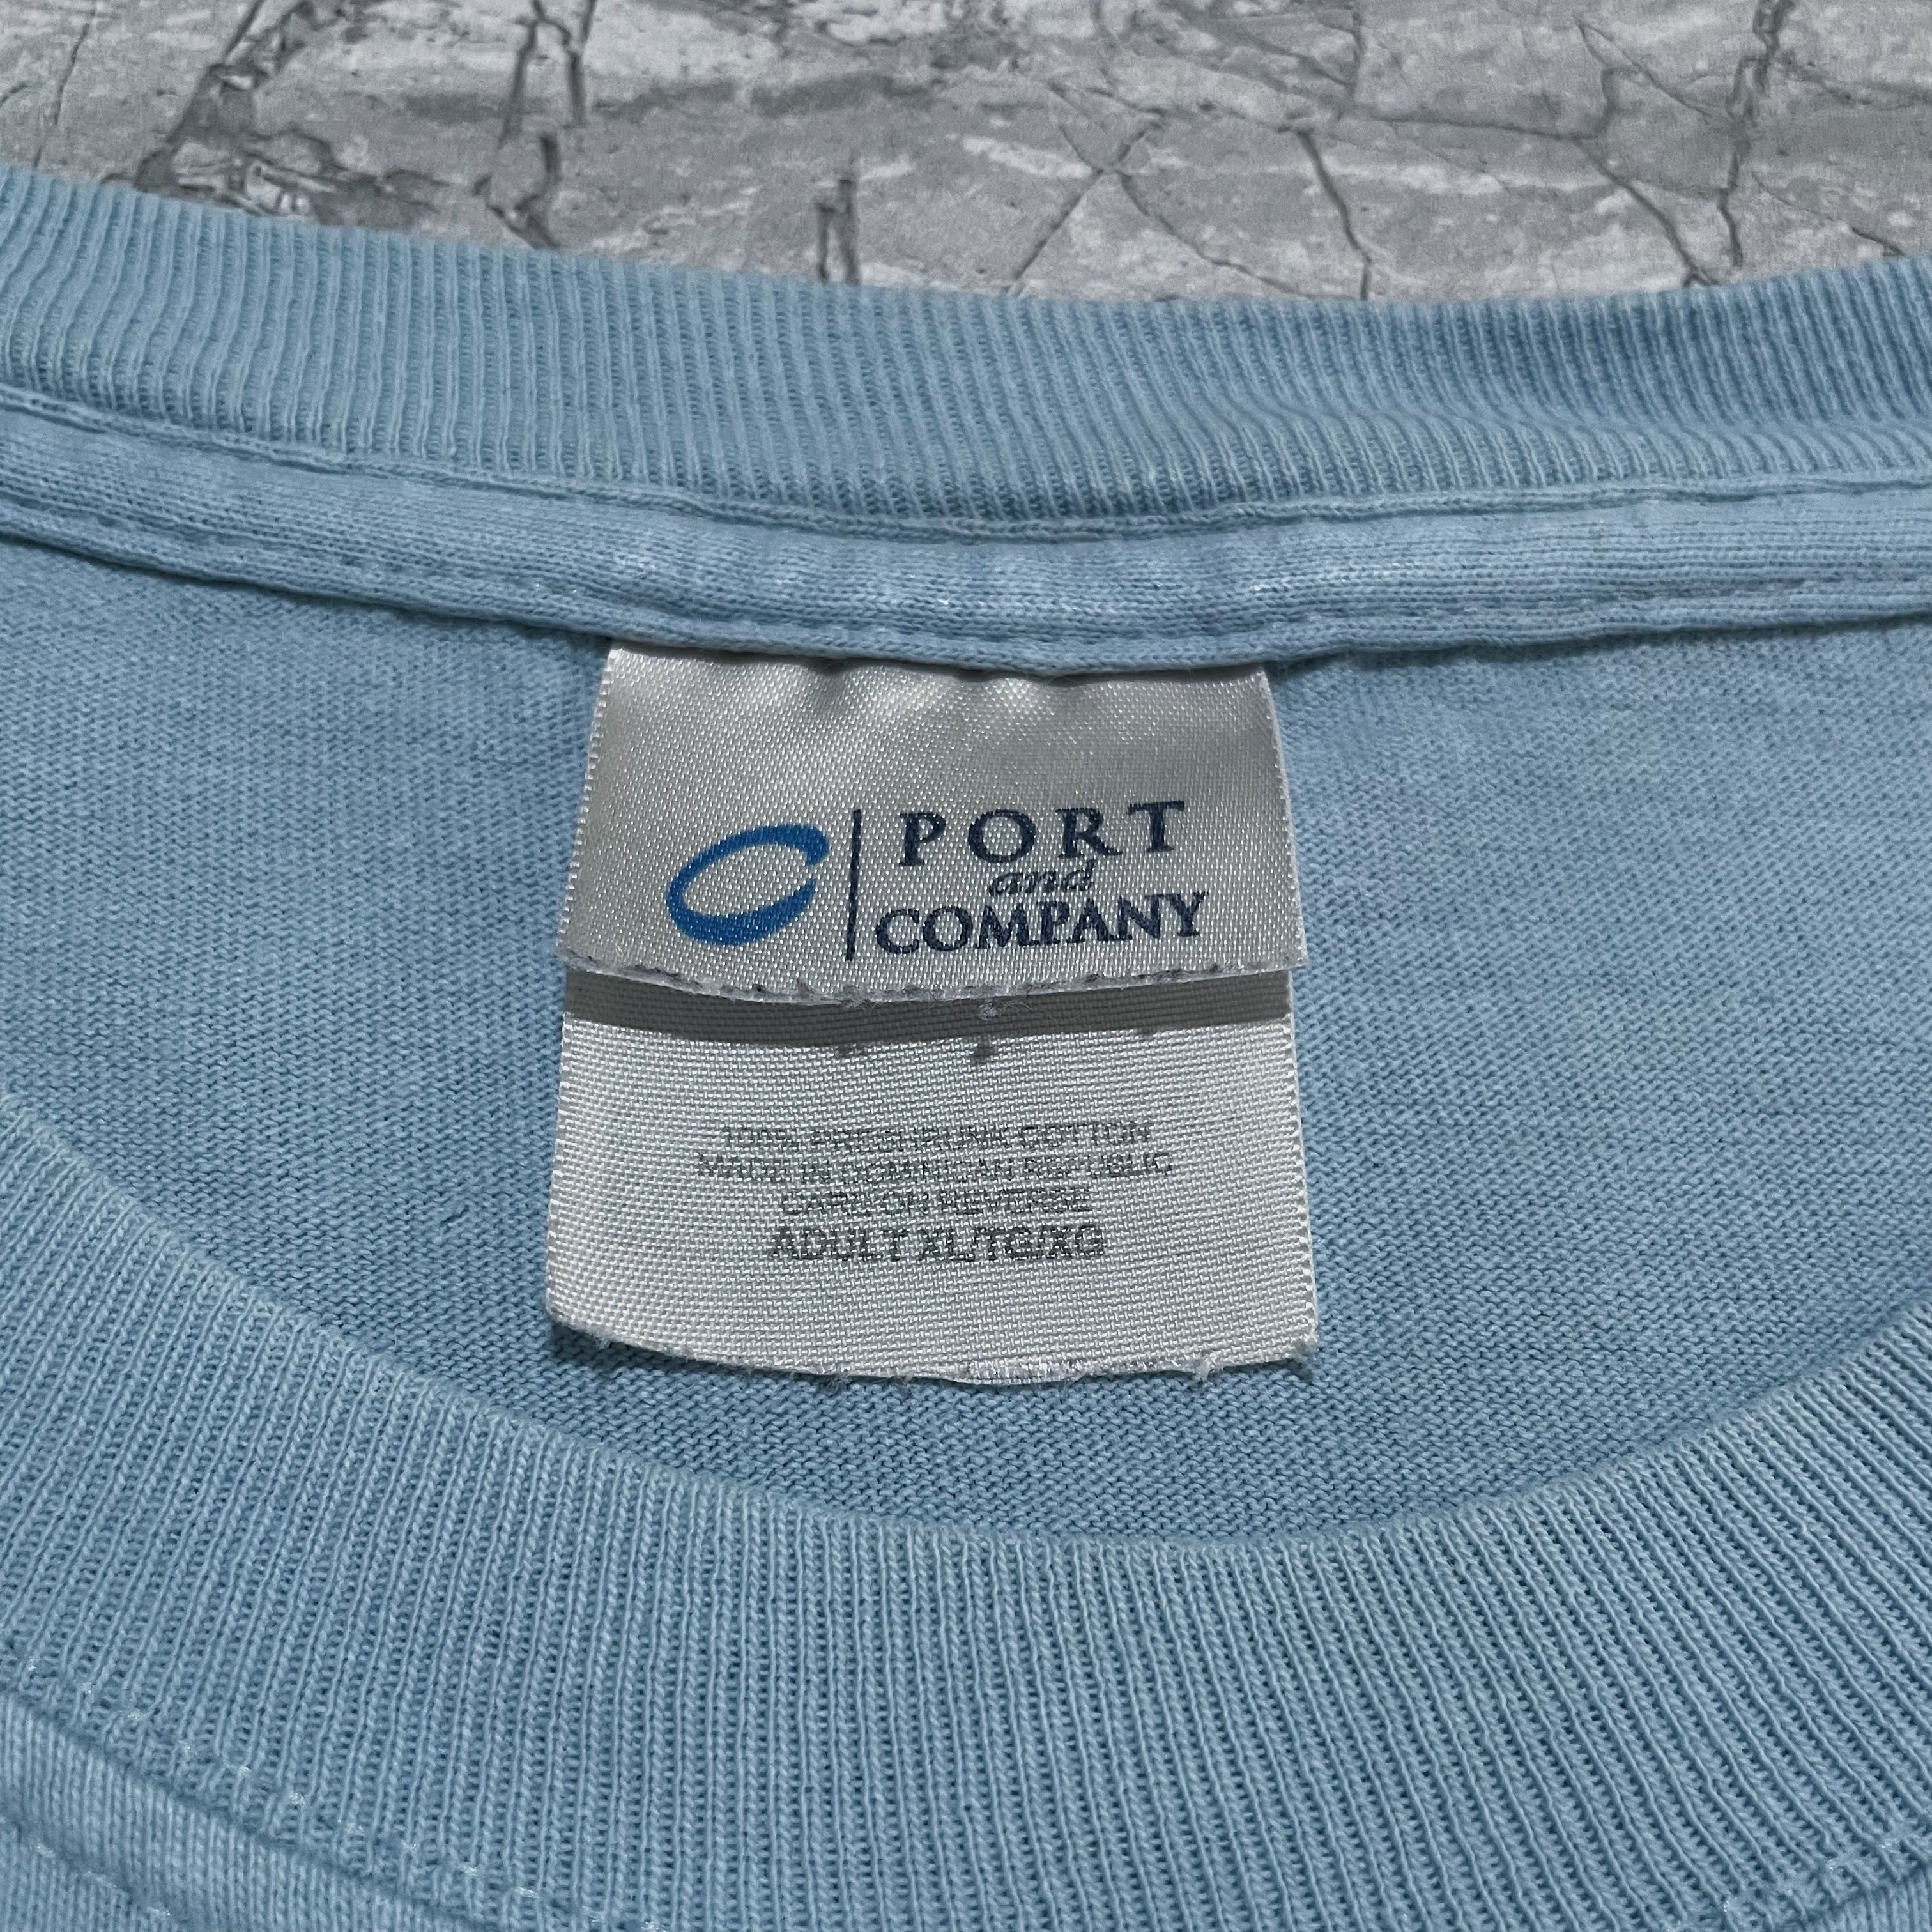 PORT
and
COMPANY
100% PRESHRUNK COTTON
MADE IN DOMINICAN REPUBLIC
CARE ON REVERSE
ADULT XL/TG/XG